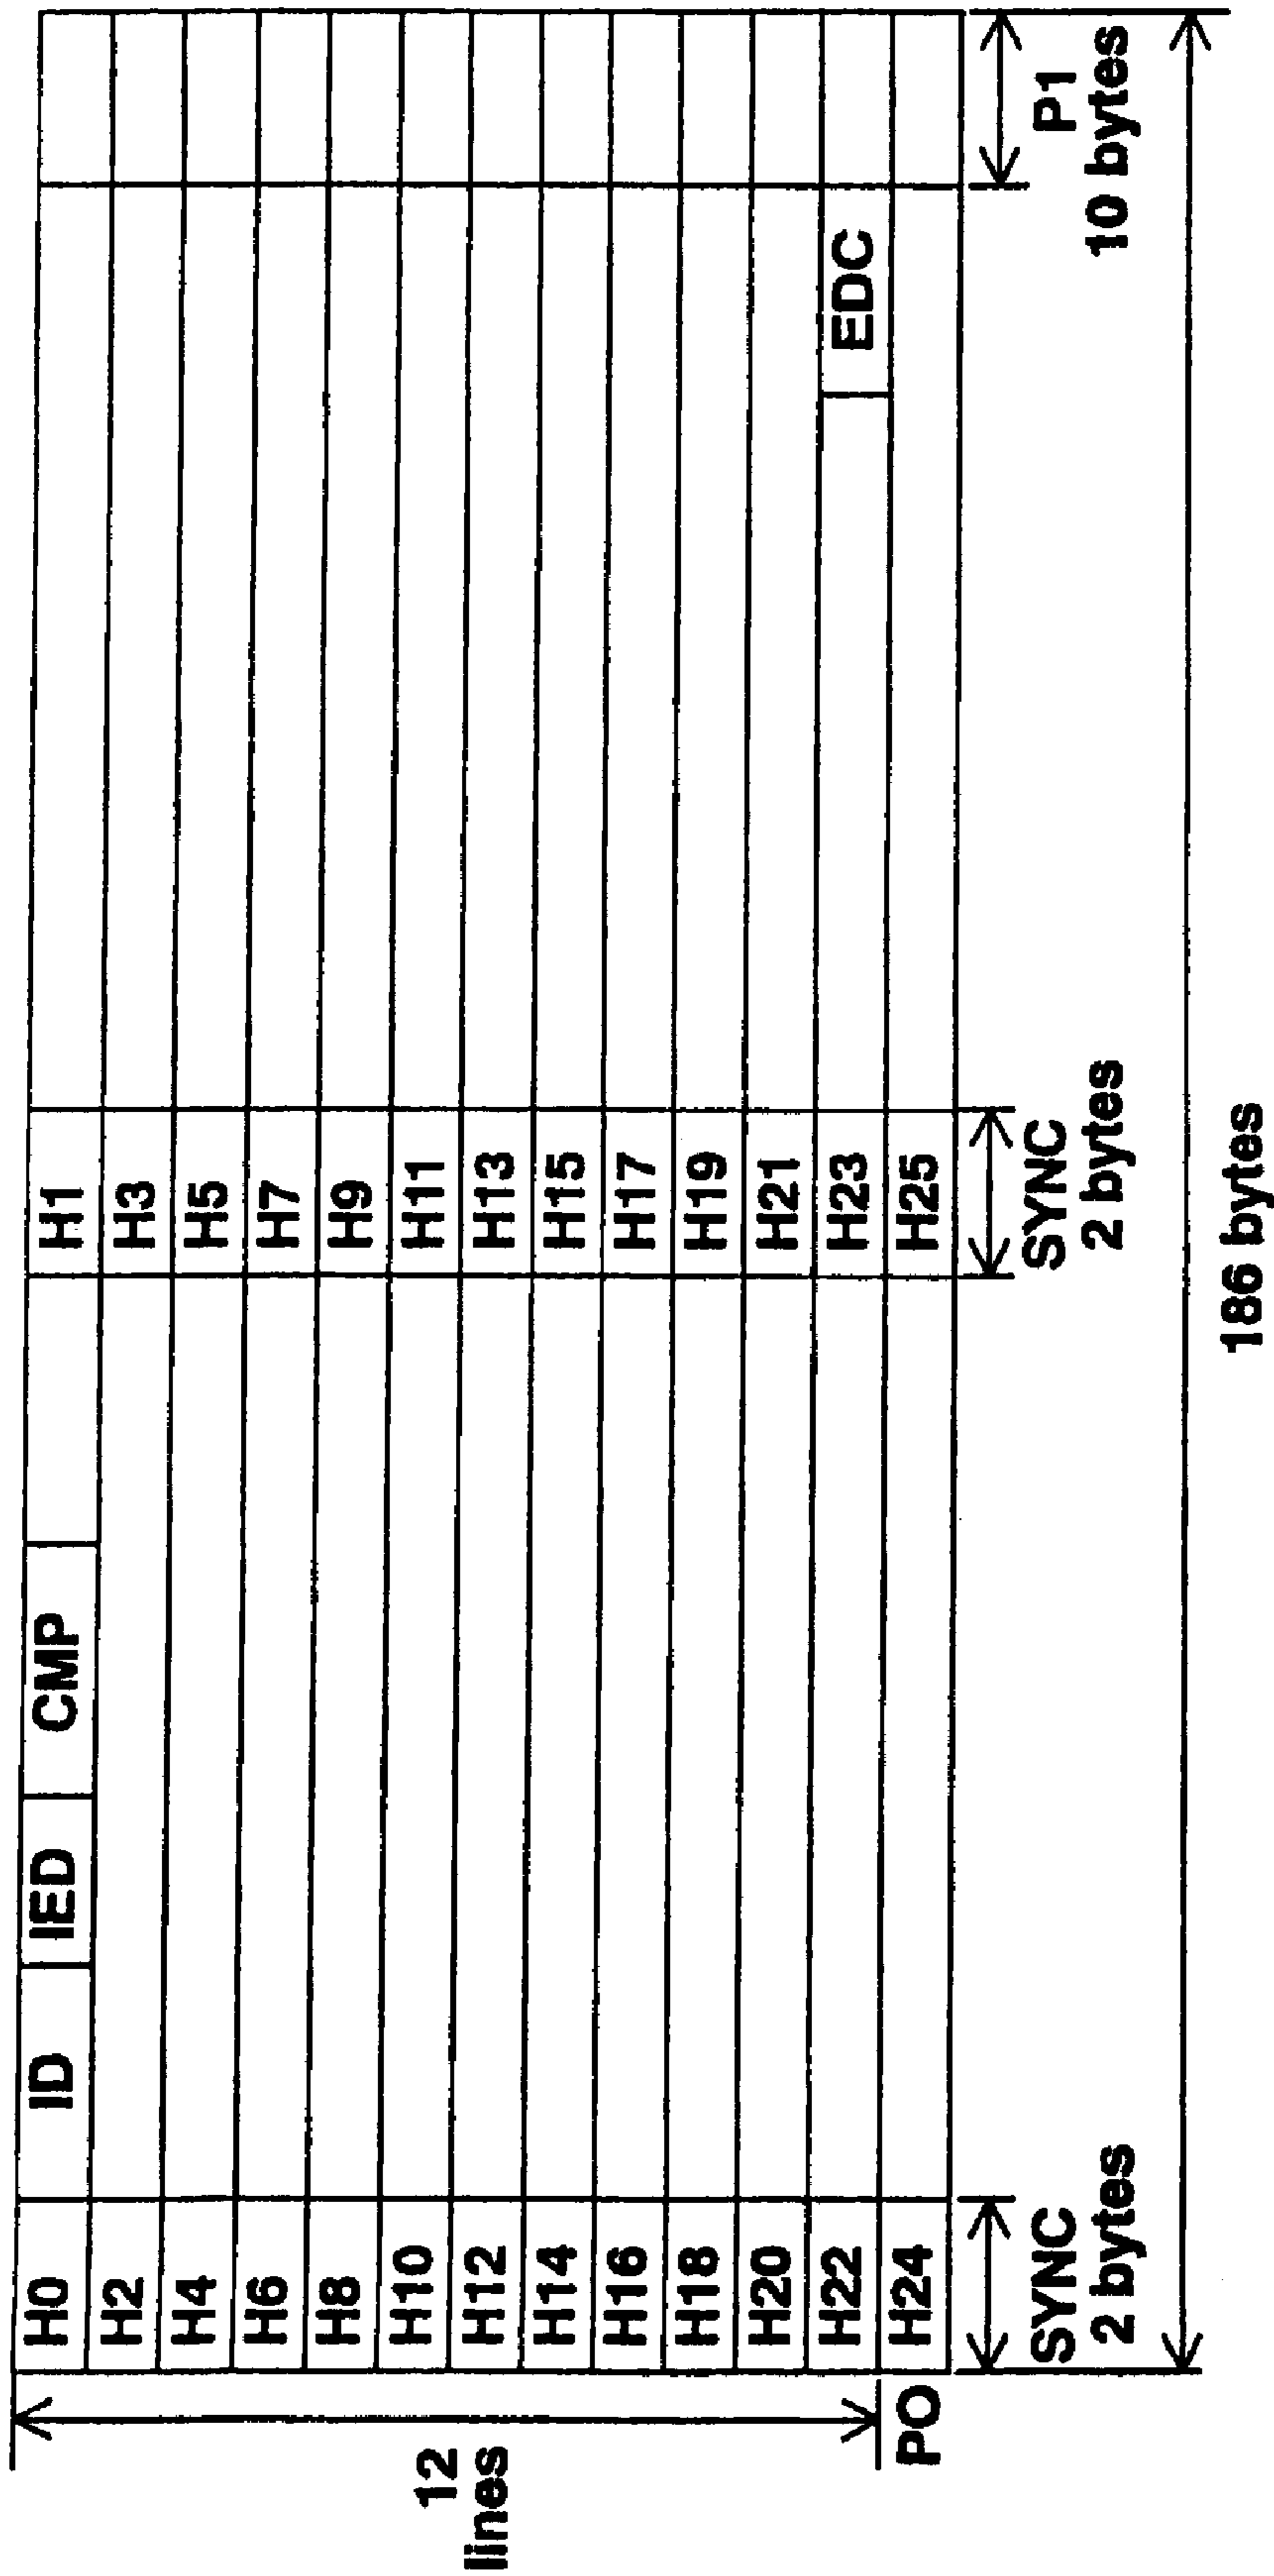 H0 ID IED CMP H1
H2 H3
H4 H5
H6 H7
H8 H9
H10 H11
H12 H13
H14 H15
H16 H17
H18 H19
H20 H21
H22 H23 EDC
H24 H25
12
lines
PO
SYNC
2 bytes
SYNC
2 bytes
P1
10 bytes
186 bytes